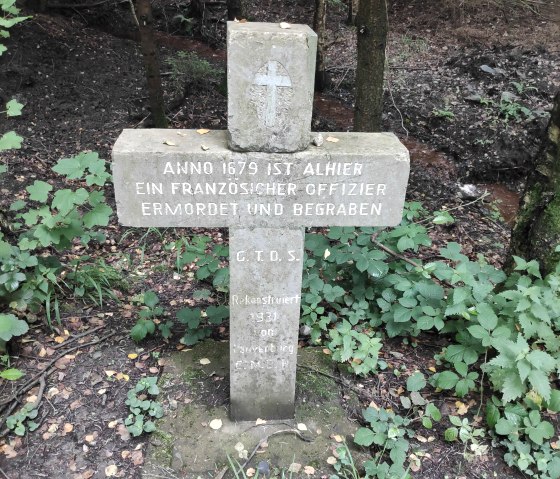 ANNO 1679 IST ALHIER
EIN FRANZÖSICHER OFFIZIER
ERMORDET UND BEGRABEN
G.T.D.S.
Rekonstruiert
1931